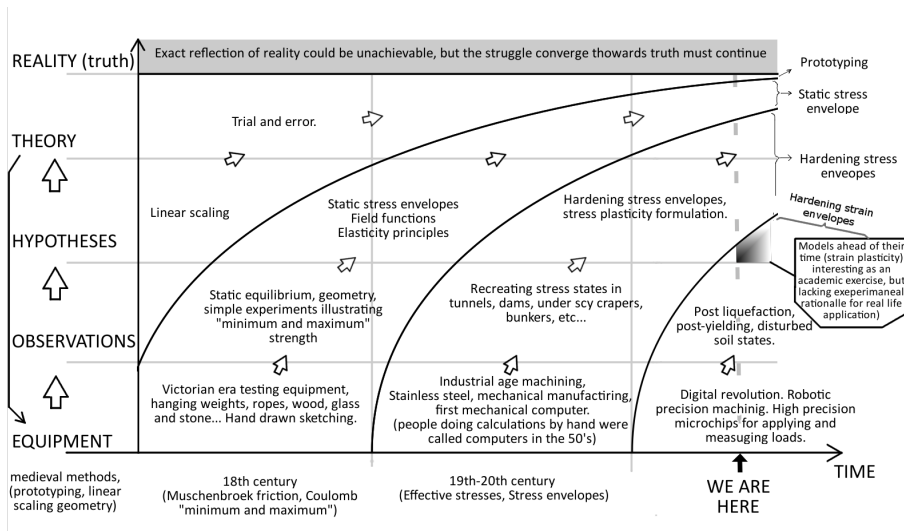 REALITY (truth)
Exact reflection of reality could be unachievable, but the struggle converge thowards truth must continue
Prototyping
Static stress
envelope
Trial and error.
THEORY
Hardening stress
enveopes
Linear scaling
Static stress envelopes
Field functions
Elasticity principles
Hardening stress envelopes,
stress plasticity formulation.
Hardening strain
envelopes
HYPOTHESES
Models ahead of their
time (strain plasticity)
interesting as an
academic exercise, but
lacking exeperimaneal
rationalle for real life
application)
Static equilibrium, geometry,
simple experiments illustrating
"minimum and maximum"
strength
Recreating stress states in
tunnels, dams, under scy crapers,
bunkers, etc...
Post liquefaction,
post-yielding, disturbed
soil states.
OBSERVATIONS
Victorian era testing equipment,
hanging weights, ropes, wood, glass
and stone... Hand drawn sketching.
Industrial age machining,
Stainless steel, mechanical manufactiring,
first mechanical computer.
(people doing calculations by hand were
called computers in the 50's)
Digital revolution. Robotic
precision machinig. High precision
microchips for applying and
measuging loads.
EQUIPMENT
TIME
medieval methods,
(prototyping, linear
scaling geometry)
18th century
(Muschenbroek friction, Coulomb
"minimum and maximum")
19th-20th century
(Effective stresses, Stress envelopes)
WE ARE
HERE